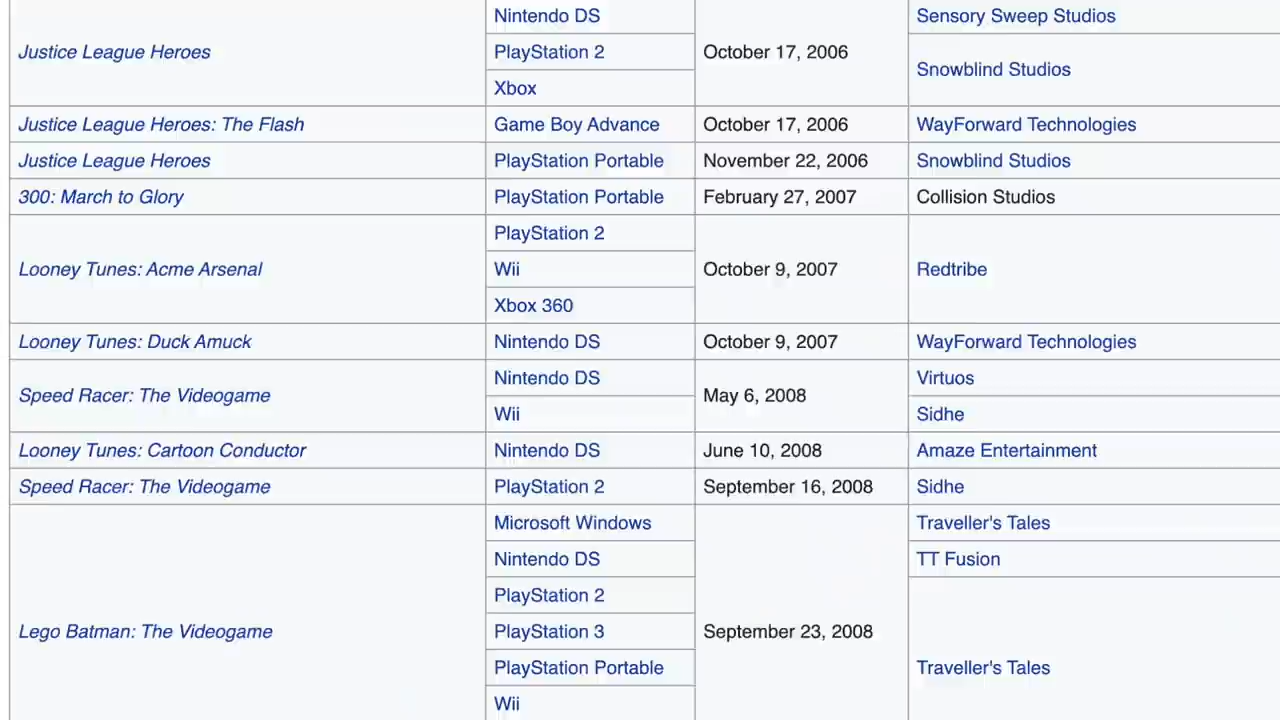 Justice League Heroes
Nintendo DS
PlayStation 2
Xbox
October 17, 2006
Sensory Sweep Studios
Snowblind Studios
Justice League Heroes: The Flash
Game Boy Advance
October 17, 2006
WayForward Technologies
Justice League Heroes
PlayStation Portable
November 22, 2006
Snowblind Studios
300: March to Glory
PlayStation Portable
February 27, 2007
Collision Studios
Looney Tunes: Acme Arsenal
PlayStation 2
Wii
Xbox 360
October 9, 2007
Redtribe
Looney Tunes: Duck Amuck
Nintendo DS
October 9, 2007
WayForward Technologies
Speed Racer: The Videogame
Nintendo DS
Wii
May 6, 2008
Virtuos
Sidhe
Looney Tunes: Cartoon Conductor
Nintendo DS
June 10, 2008
Amaze Entertainment
Speed Racer: The Videogame
PlayStation 2
September 16, 2008
Sidhe
Lego Batman: The Videogame
Microsoft Windows
Nintendo DS
PlayStation 2
PlayStation 3
PlayStation Portable
Wii
September 23, 2008
Traveller's Tales
TT Fusion
Traveller's Tales